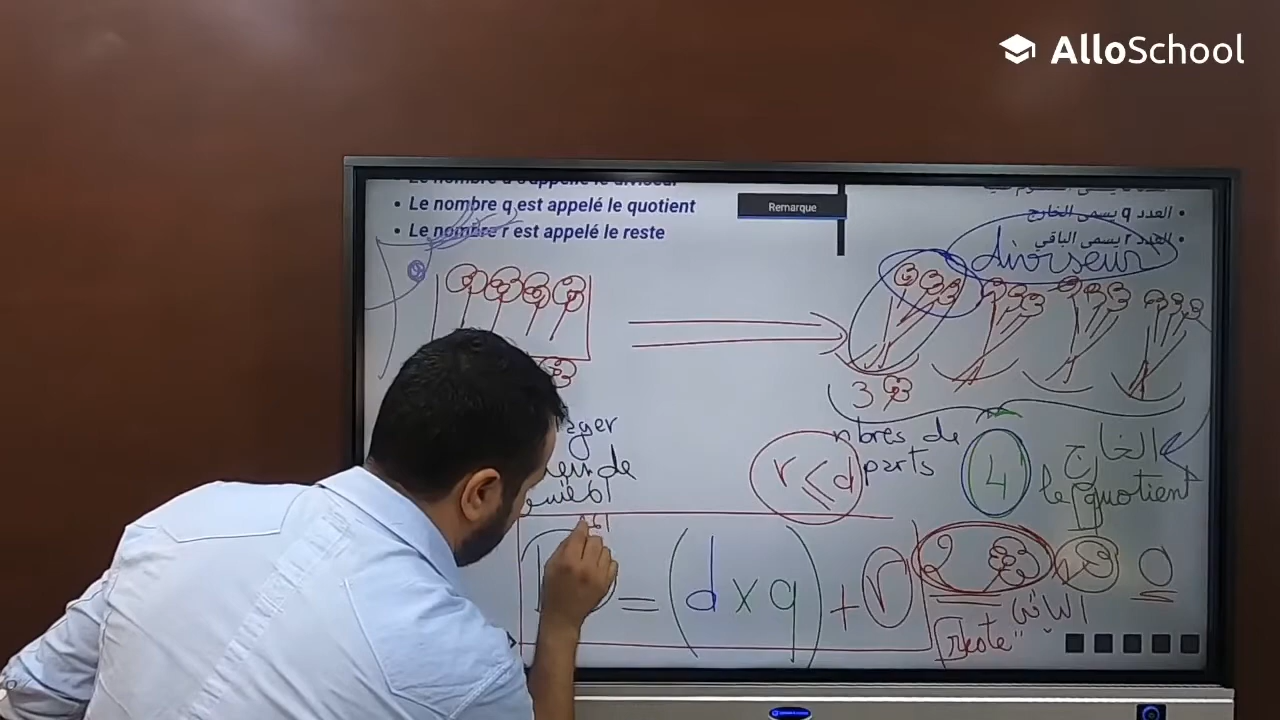 AlloSchool
• Le nombre q est appelé le quotient
• Le nombre r est appelé le reste
Remarque
• العدد q يسمى الخارج
• العدد r يسمى الباقي
diviseur
3
nbres de
parts
4
الخارج
le quotient
r ≤ d
= (d × q) + r
2
0
الباقي
"reste"